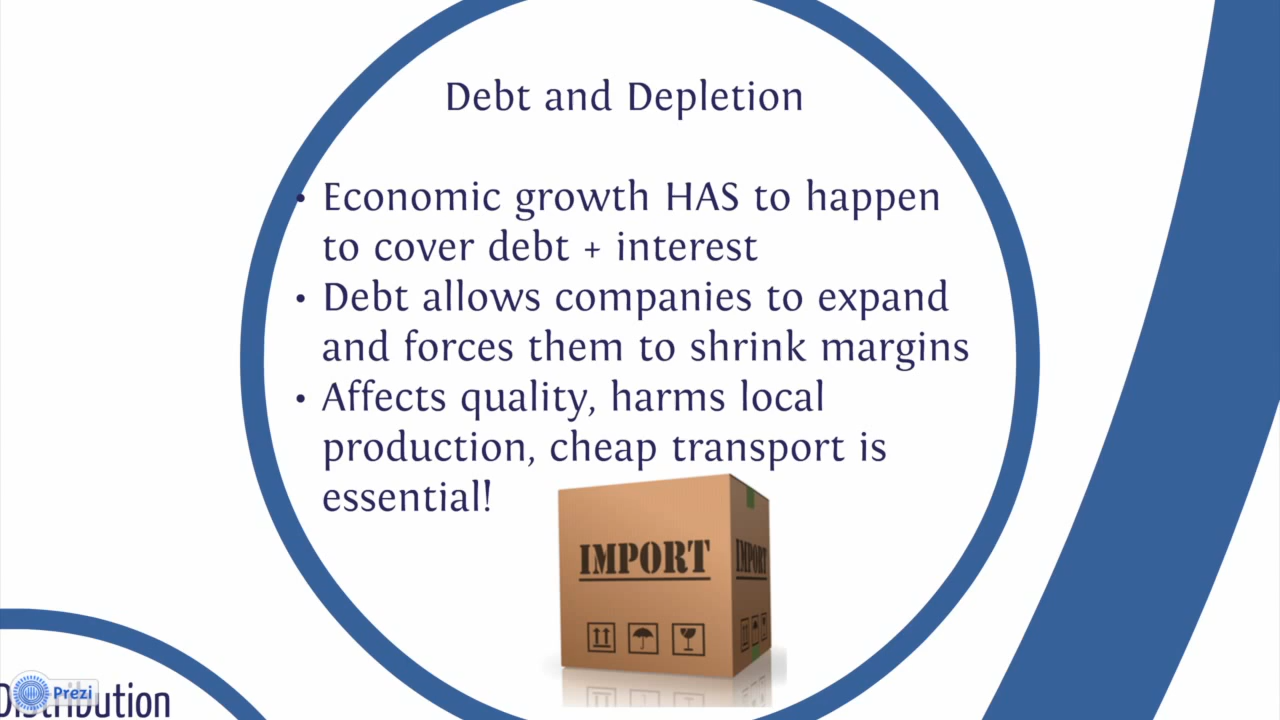 Debt and Depletion
• Economic growth HAS to happen
to cover debt + interest
• Debt allows companies to expand
and forces them to shrink margins
• Affects quality, harms local
production, cheap transport is
essential!
IMPORT
IMPORT
Prezi